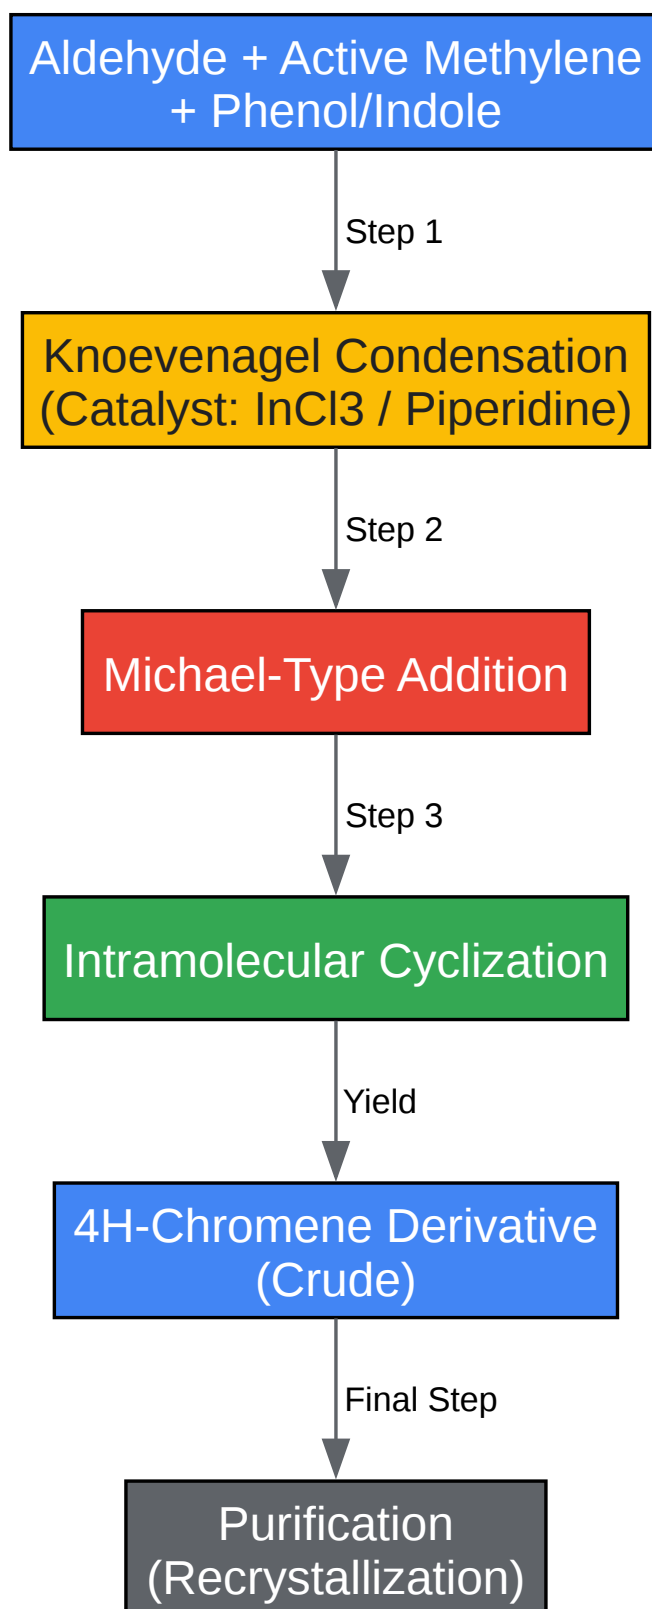 Aldehyde + Active Methylene
+ Phenol/Indole
Step 1
Knoevenagel Condensation
(Catalyst: InCl3 / Piperidine)
Step 2
Michael-Type Addition
Step 3
Intramolecular Cyclization
Yield
4H-Chromene Derivative
(Crude)
Final Step
Purification
(Recrystallization)